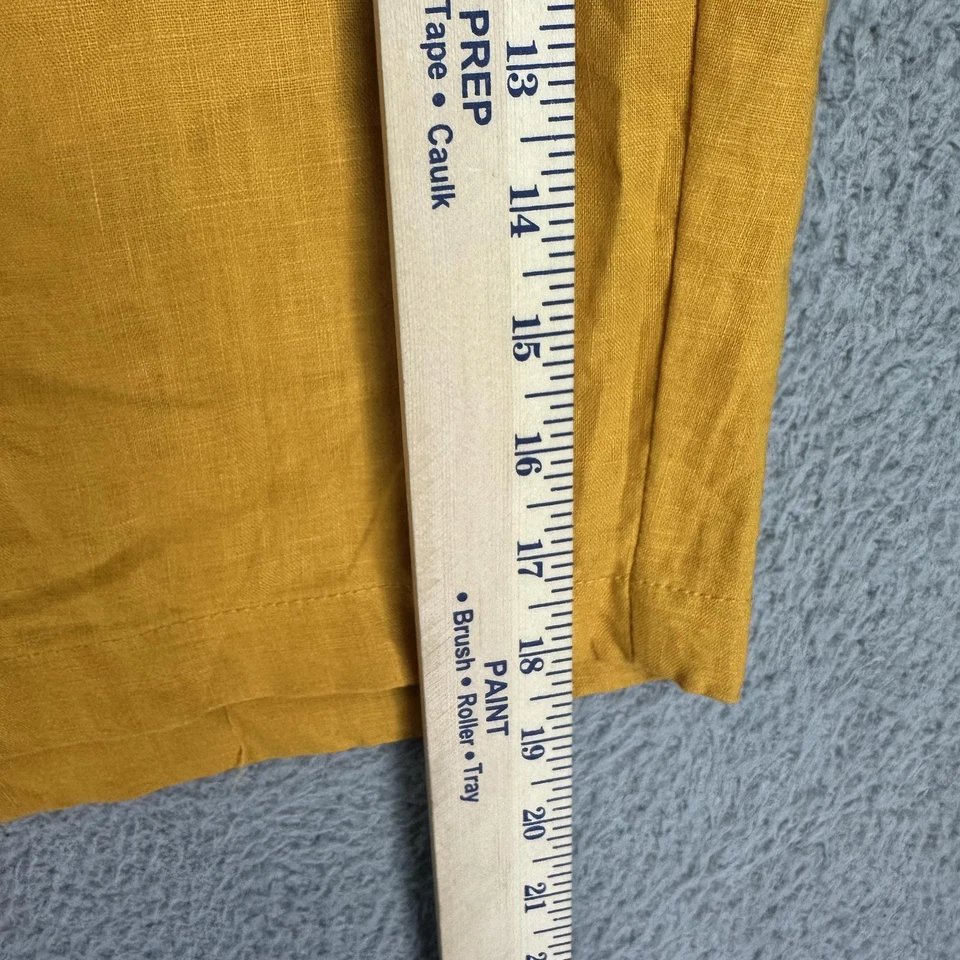 PREP
Tape • Caulk
13
14
15
16
17
18
19
20
21
PAINT
• Brush • Roller • Tray